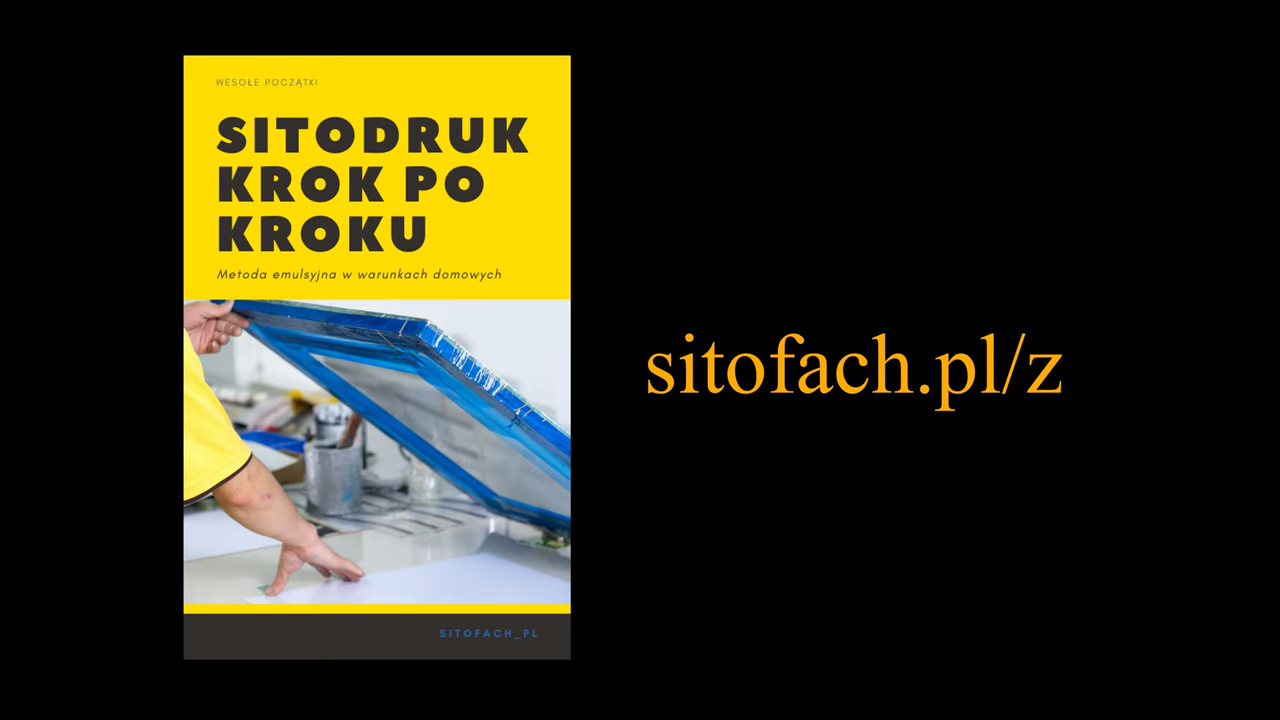 WESOŁE POCZĄTKI
SITODRUK
KROK PO
KROKU
Metoda emulsyjna w warunkach domowych
SITOFACH_PL
sitofach.pl/z